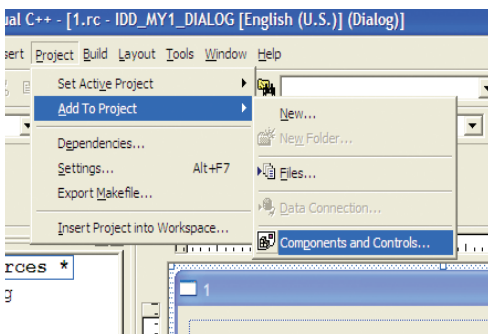 ual C++ - [1.rc - IDD_MY1_DIALOG [English (U.S.)] (Dialog)]
sert Project Build Layout Tools Window Help
Set Active Project
Add To Project
Dependencies...
Settings... Alt+F7
Export Makefile...
Insert Project into Workspace...
New...
New Folder...
Files...
Data Connection...
Components and Controls...
rces *
g
1